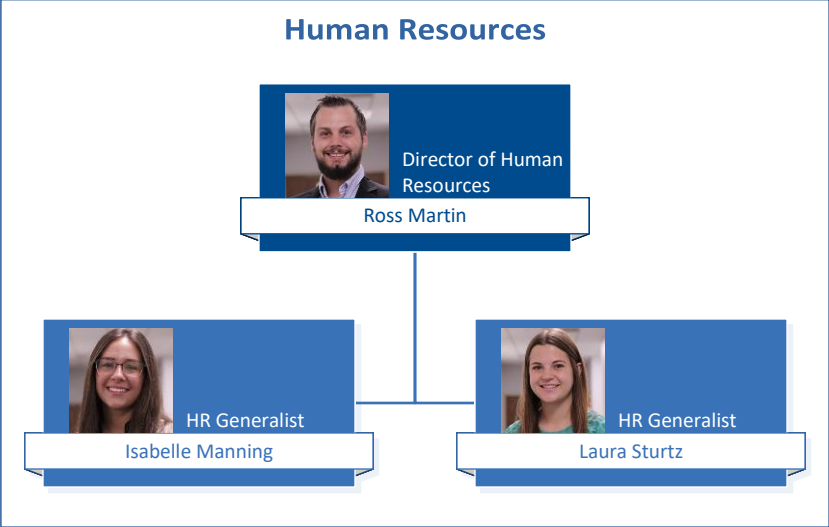 Human Resources
Director of Human
Resources
Ross Martin
HR Generalist
Isabelle Manning
HR Generalist
Laura Sturtz